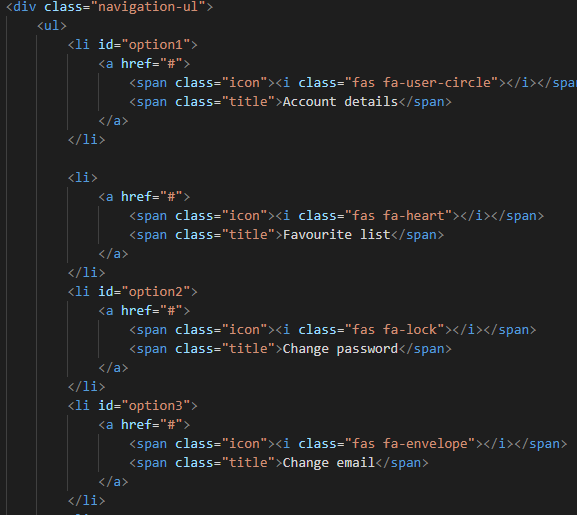 <div class="navigation-ul">
<ul>
<li id="option1">
<a href="#">
<span class="icon"><i class="fas fa-user-circle"></i></spa
<span class="title">Account details</span>
</a>
</li>
<li>
<a href="#">
<span class="icon"><i class="fas fa-heart"></i></span>
<span class="title">Favourite list</span>
</a>
</li>
<li id="option2">
<a href="#">
<span class="icon"><i class="fas fa-lock"></i></span>
<span class="title">Change password</span>
</a>
</li>
<li id="option3">
<a href="#">
<span class="icon"><i class="fas fa-envelope"></i></span>
<span class="title">Change email</span>
</a>
</li>